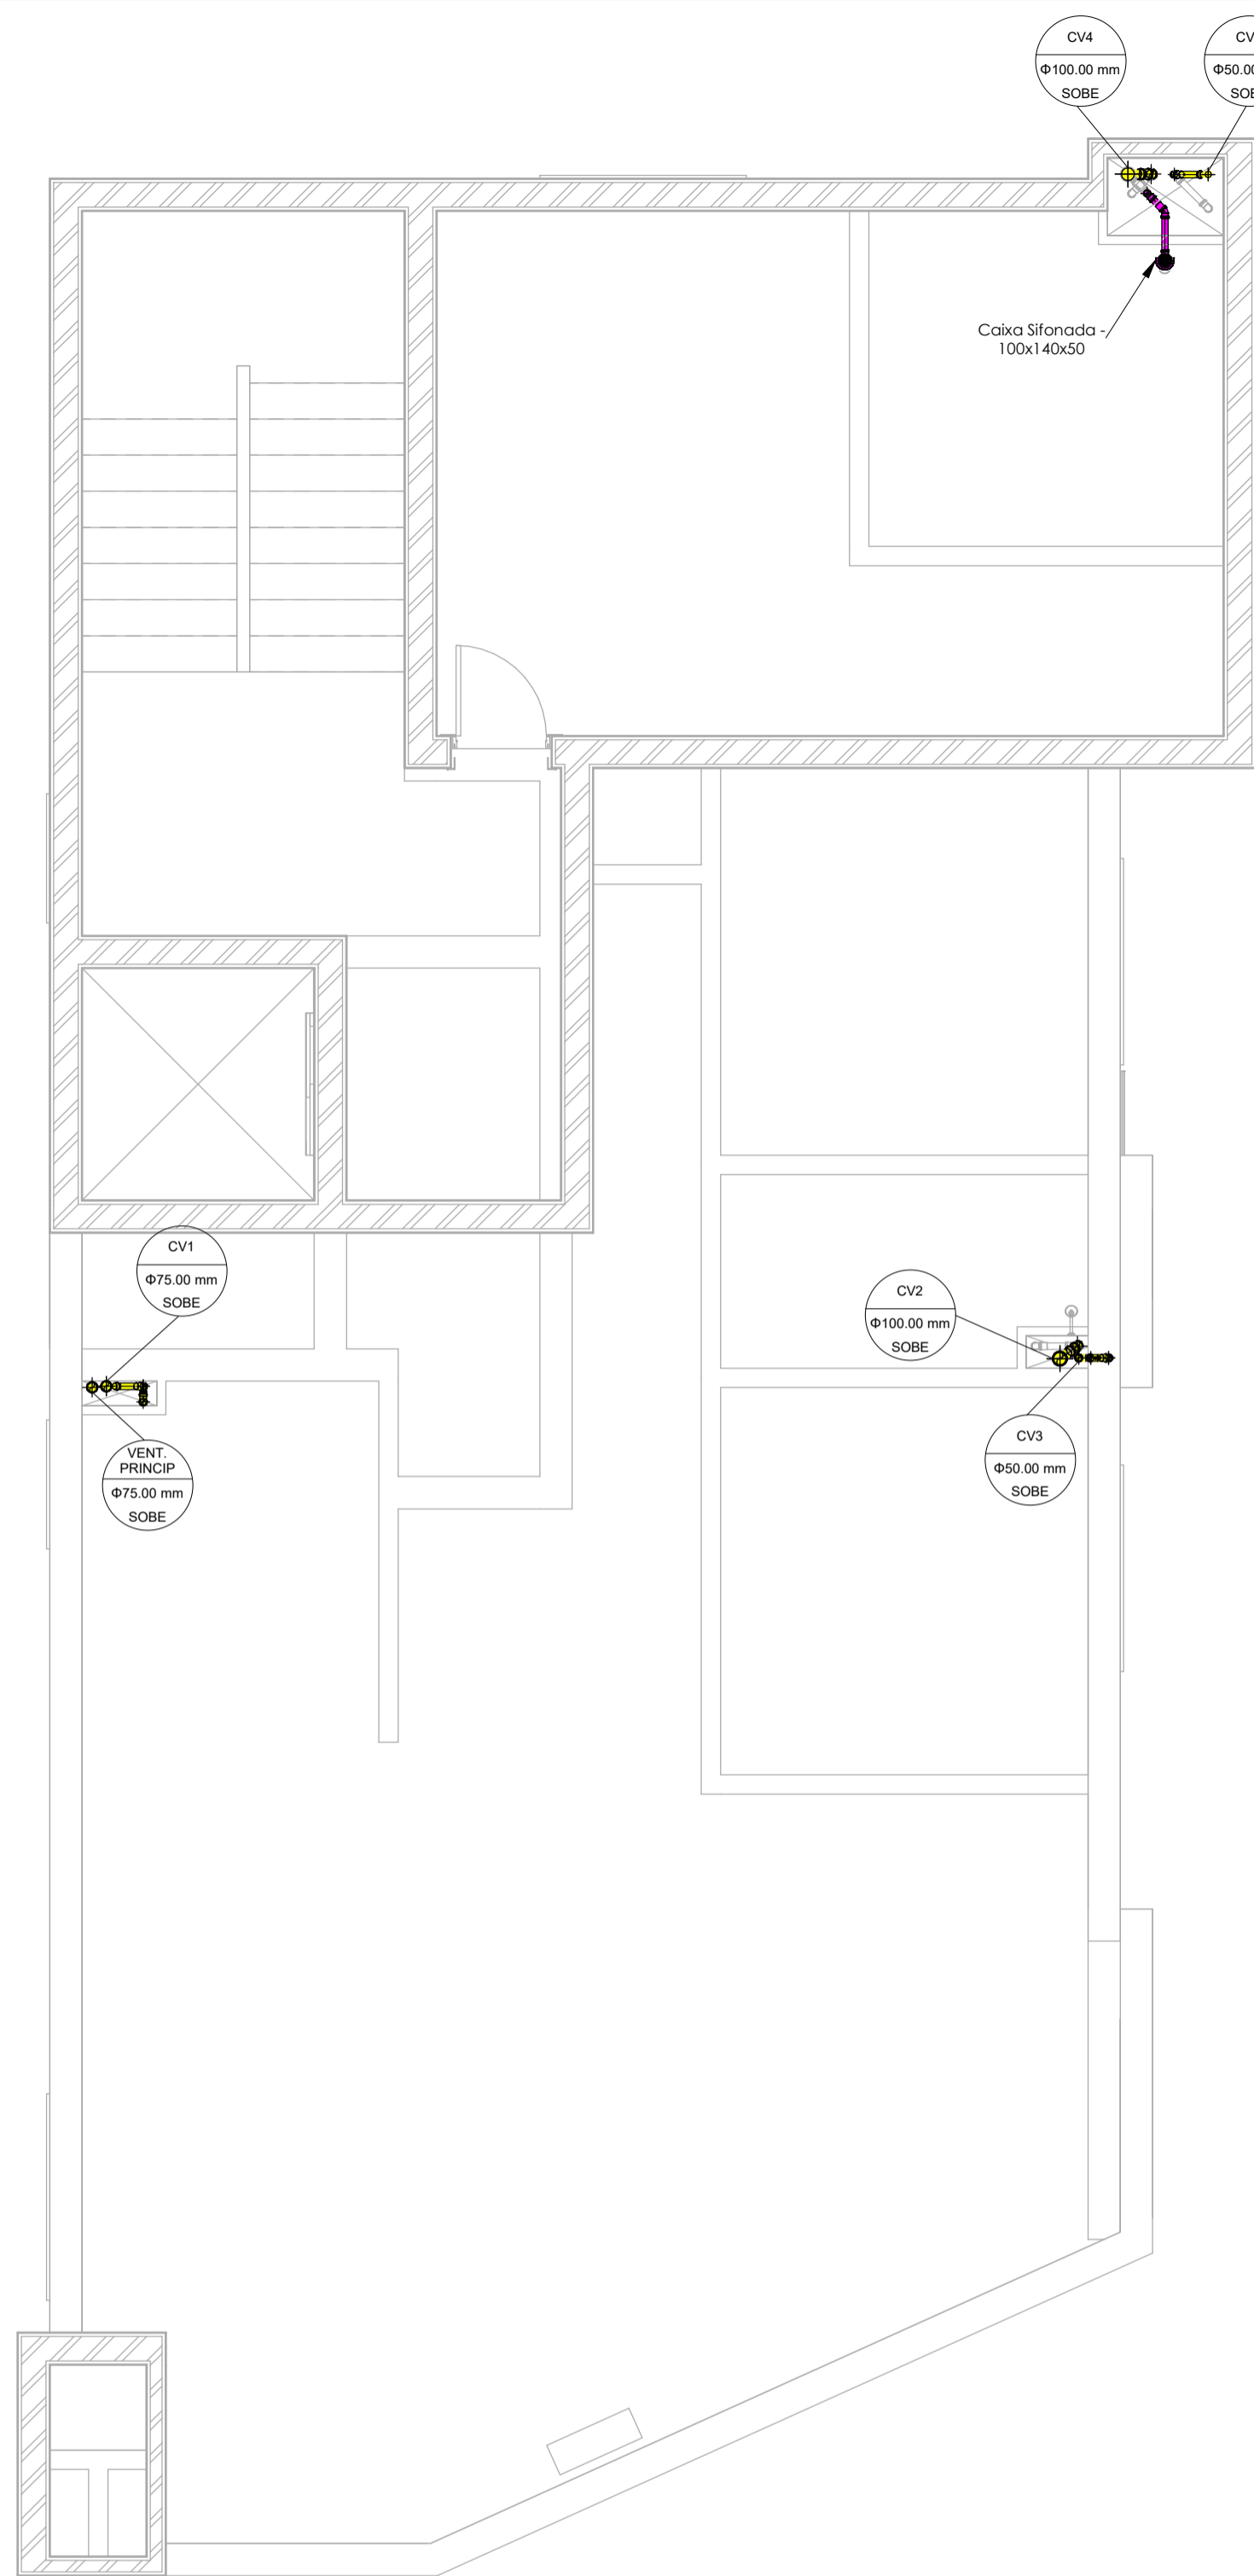 CV4
Φ100.00 mm
SOBE
Caixa Sifonada -
100x140x50
CV1
Φ75.00 mm
SOBE
VENT.
PRINCIP
Φ75.00 mm
SOBE
CV2
Φ100.00 mm
SOBE
CV3
Φ50.00 mm
SOBE